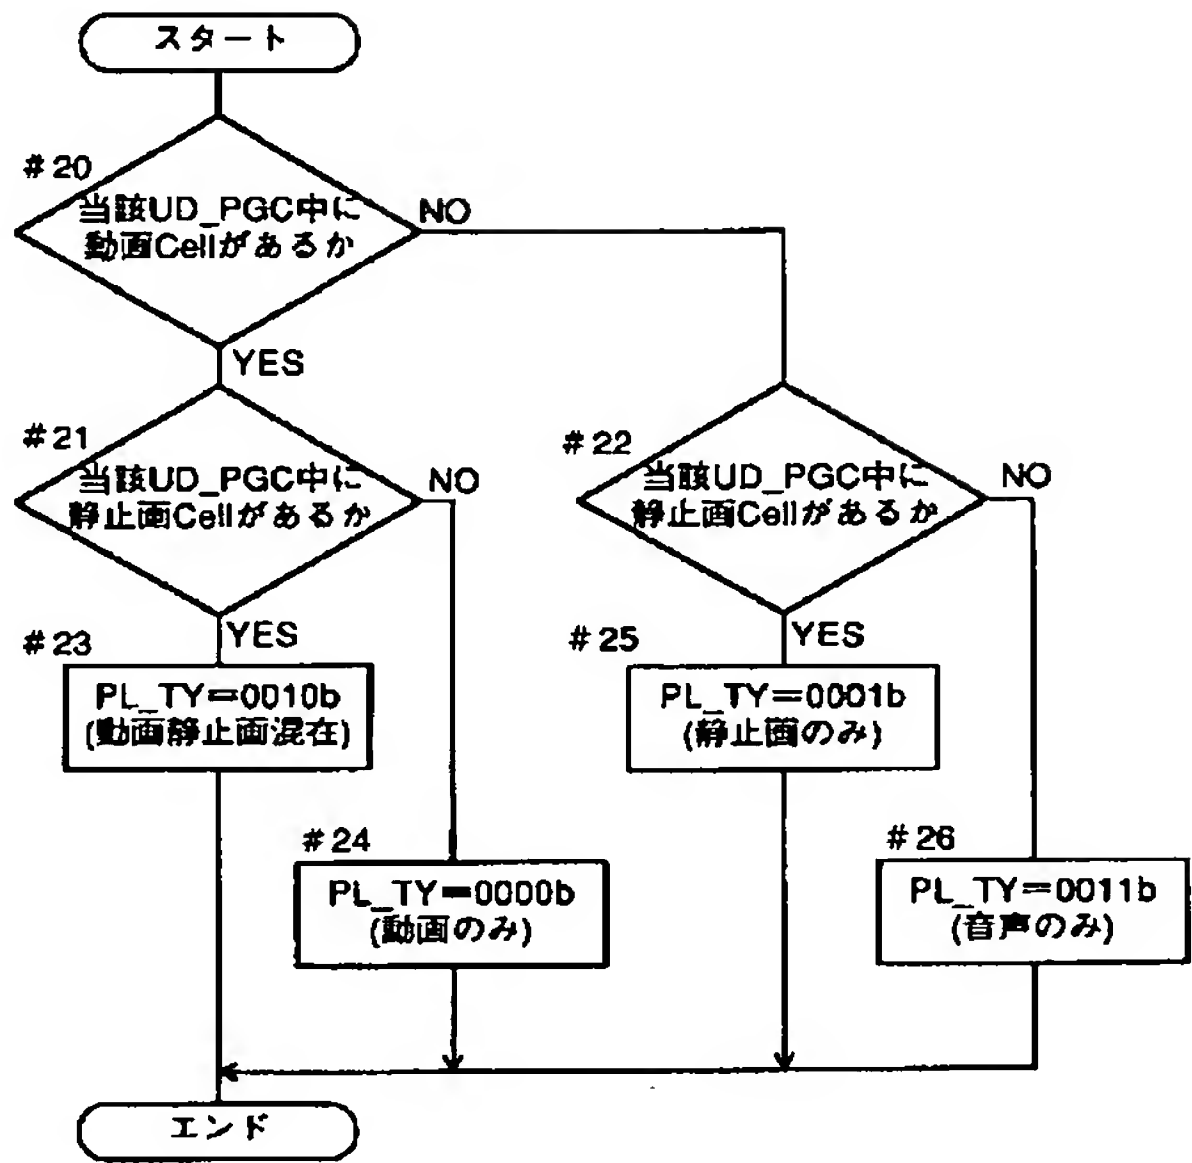 スタート
#20
当該UD_PGC中に
動画Cellがあるか
NO
YES
#21
当該UD_PGC中に
静止画Cellがあるか
NO
YES
#22
当該UD_PGC中に
静止画Cellがあるか
NO
YES
#23
PL_TY=0010b
(動画静止画混在)
#24
PL_TY=0000b
(動画のみ)
#25
PL_TY=0001b
(静止画のみ)
#26
PL_TY=0011b
(音声のみ)
エンド